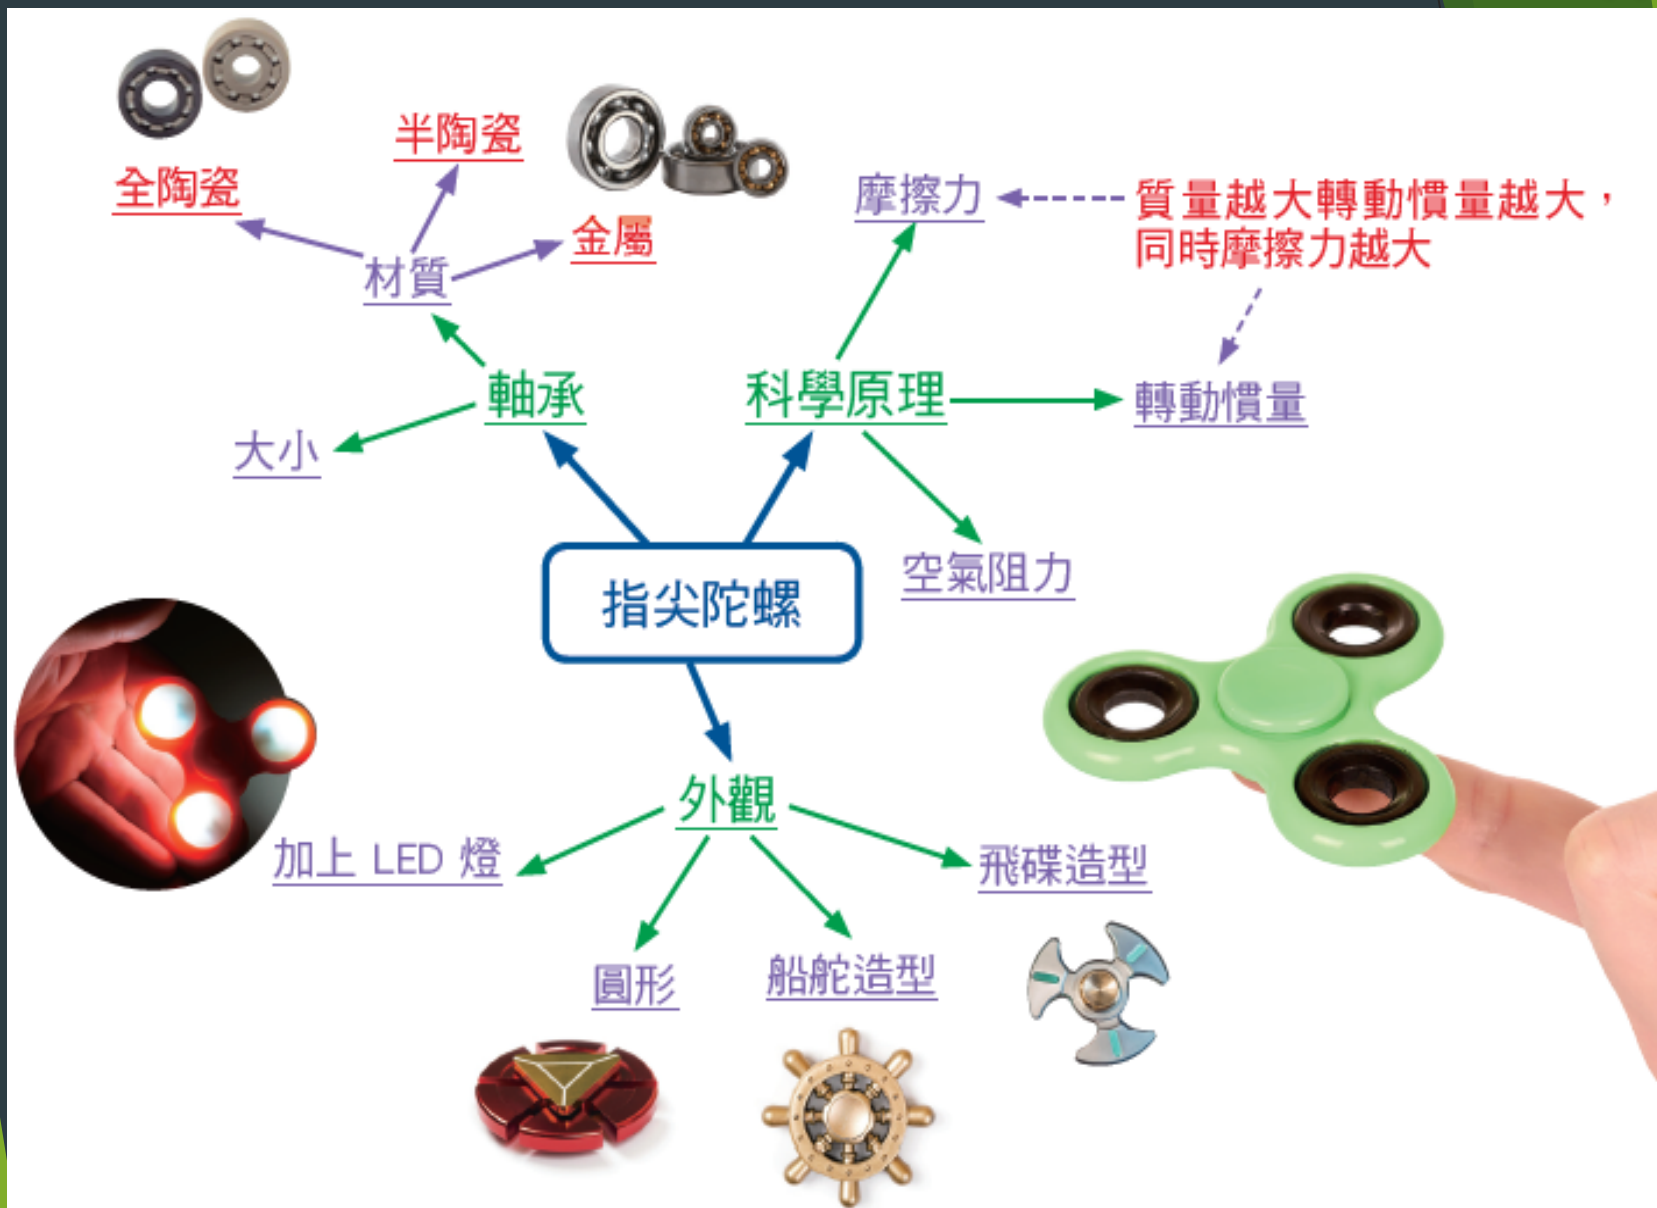 半陶瓷
全陶瓷
金屬
材質
摩擦力
質量越大轉動慣量越大，
同時摩擦力越大
軸承
科學原理
轉動慣量
大小
空氣阻力
指尖陀螺
外觀
加上 LED 燈
飛碟造型
圓形
船舵造型